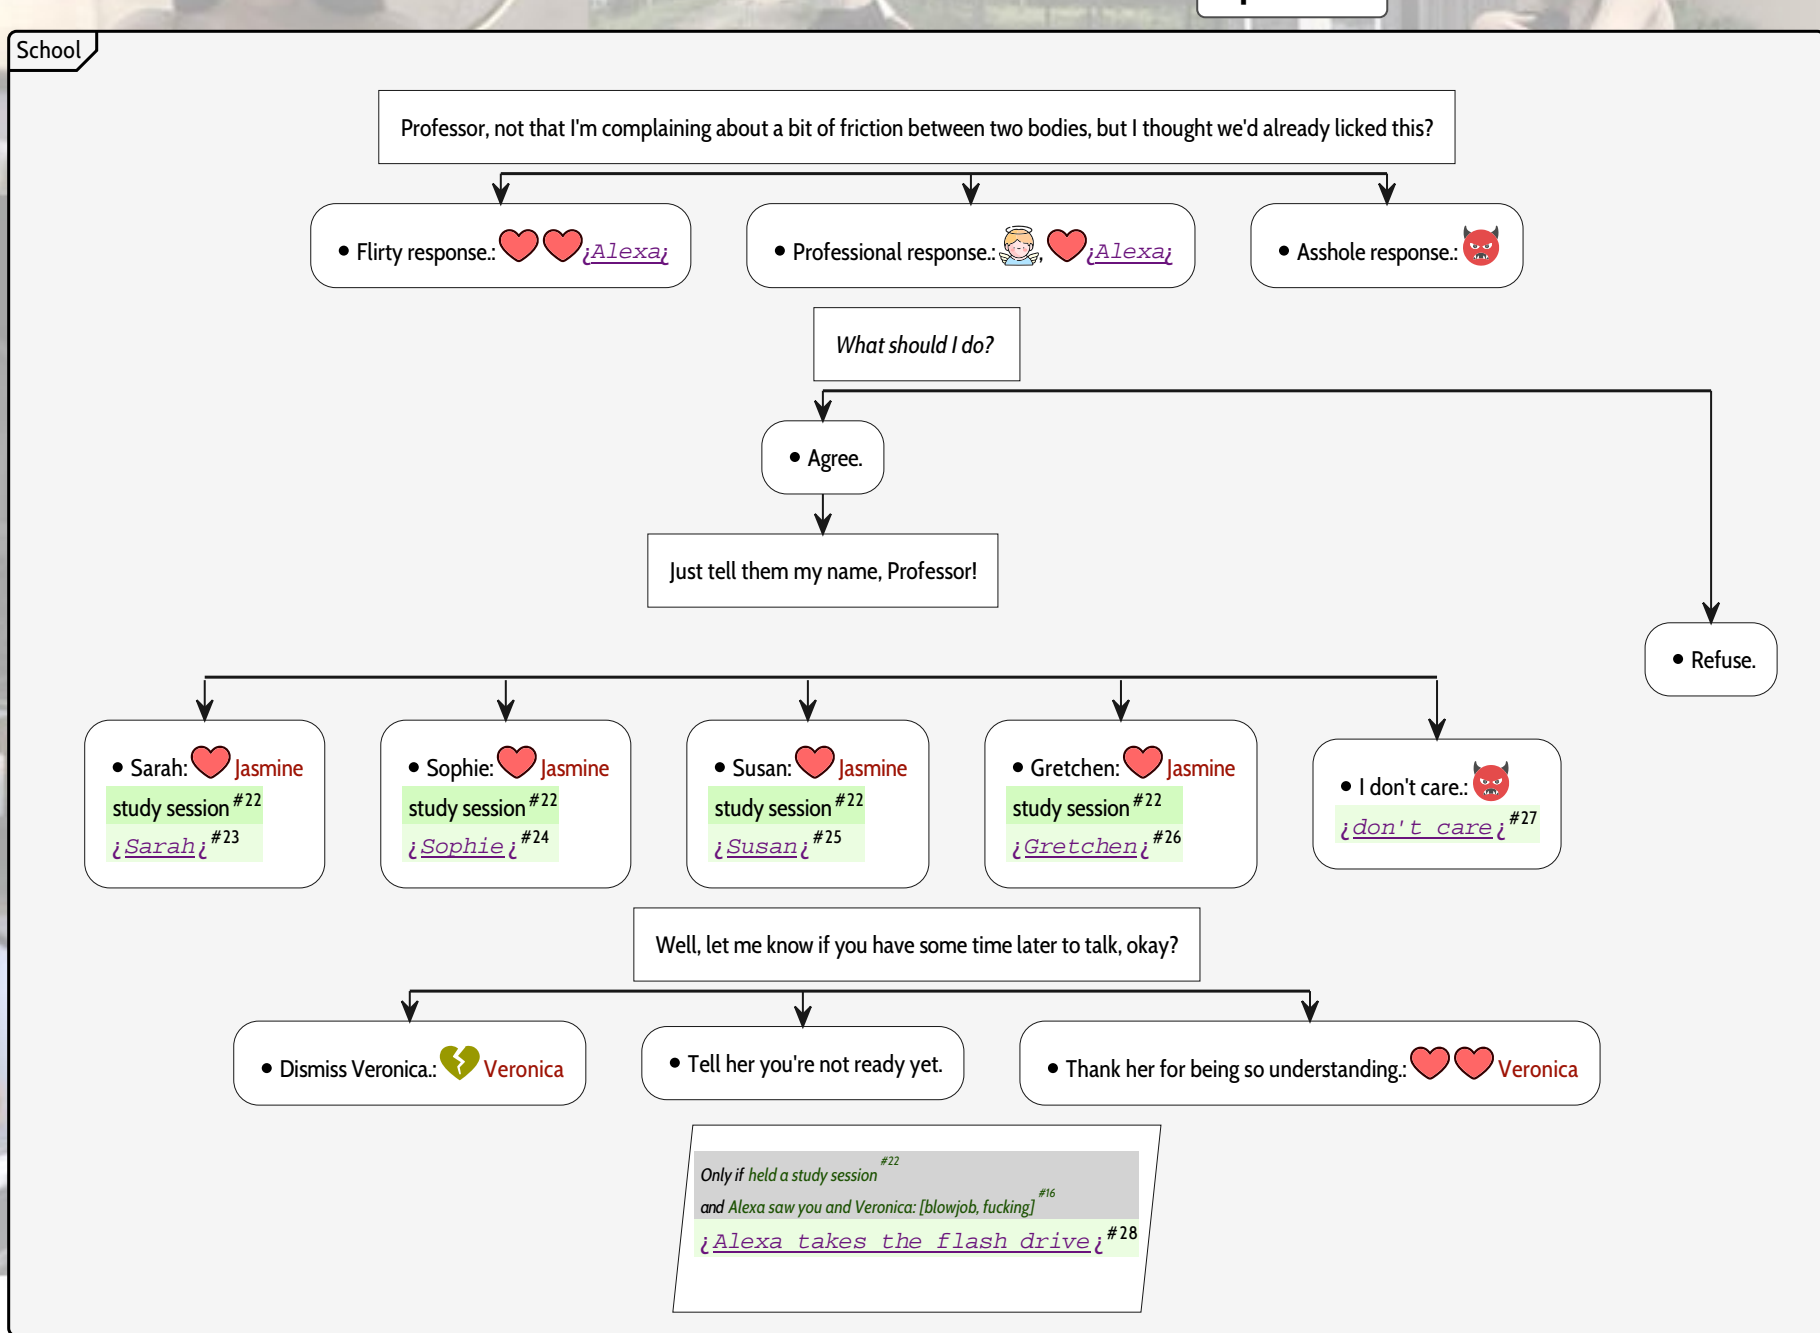 School
Professor, not that I'm complaining about a bit of friction between two bodies, but I thought we'd already licked this?
• Flirty response.: ¿Alexa¿
• Professional response.: , ¿Alexa¿
• Asshole response.:
What should I do?
• Agree.
Just tell them my name, Professor!
• Refuse.
• Sarah: Jasmine
study session #22
¿Sarah¿ #23
• Sophie: Jasmine
study session #22
¿Sophie¿ #24
• Susan: Jasmine
study session #22
¿Susan¿ #25
• Gretchen: Jasmine
study session #22
¿Gretchen¿ #26
• I don't care.:
¿don't care¿ #27
Well, let me know if you have some time later to talk, okay?
• Dismiss Veronica.: Veronica
• Tell her you're not ready yet.
• Thank her for being so understanding.: Veronica
Only if held a study session #22
and Alexa saw you and Veronica: [blowjob, fucking] #16
¿Alexa takes the flash drive¿ #28